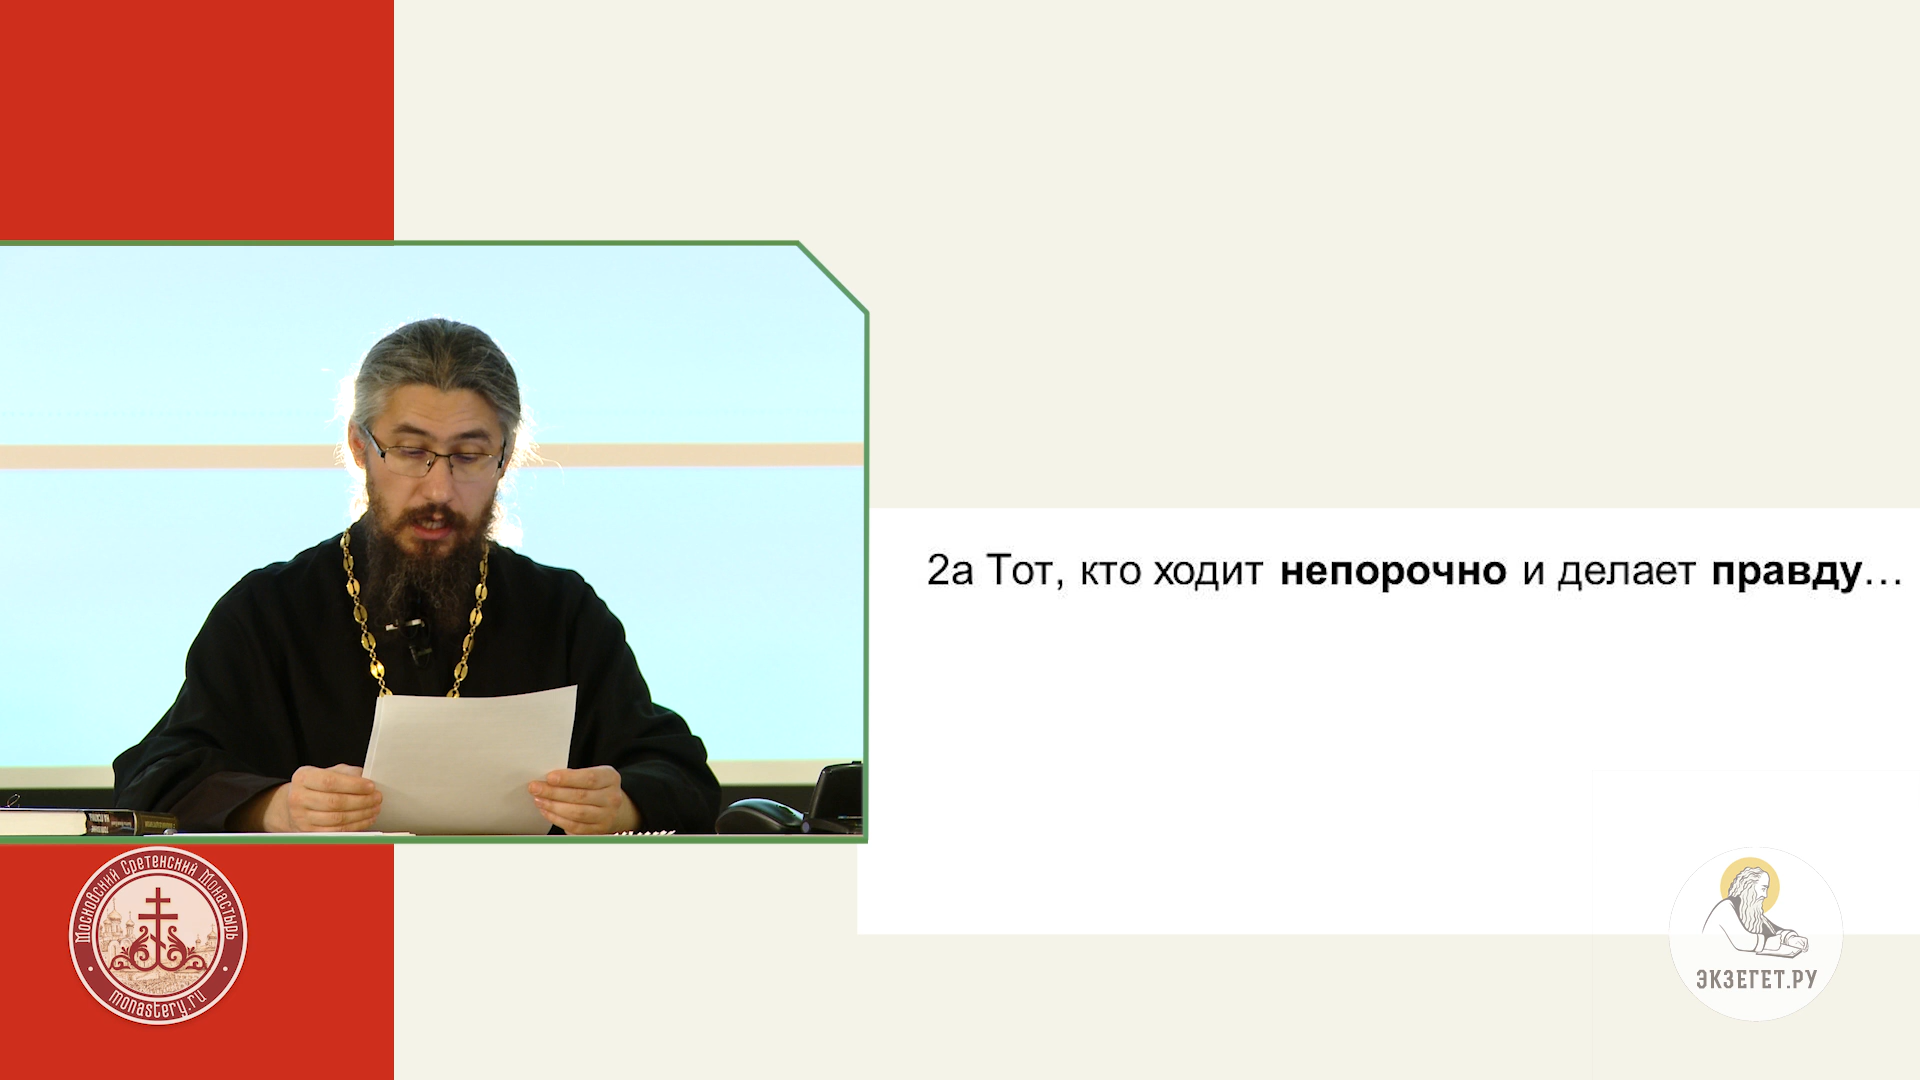 2а Тот, кто ходит непорочно и делает правду…
Московский Сретенский Монастырь
monastery.ru
ЭКЗЕГЕТ.РУ